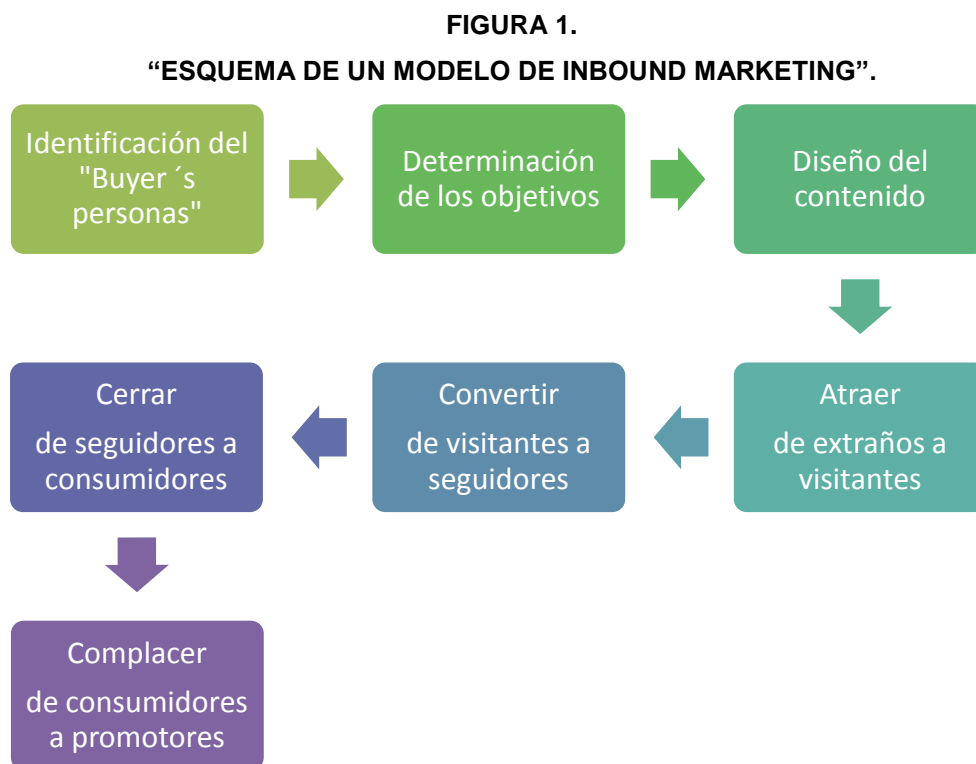 FIGURA 1.
“ESQUEMA DE UN MODELO DE INBOUND MARKETING”.
Identificación del
"Buyer ´s
personas"
Determinación
de los objetivos
Diseño del
contenido
Atraer
de extraños a
visitantes
Convertir
de visitantes a
seguidores
Cerrar
de seguidores a
consumidores
Complacer
de consumidores
a promotores